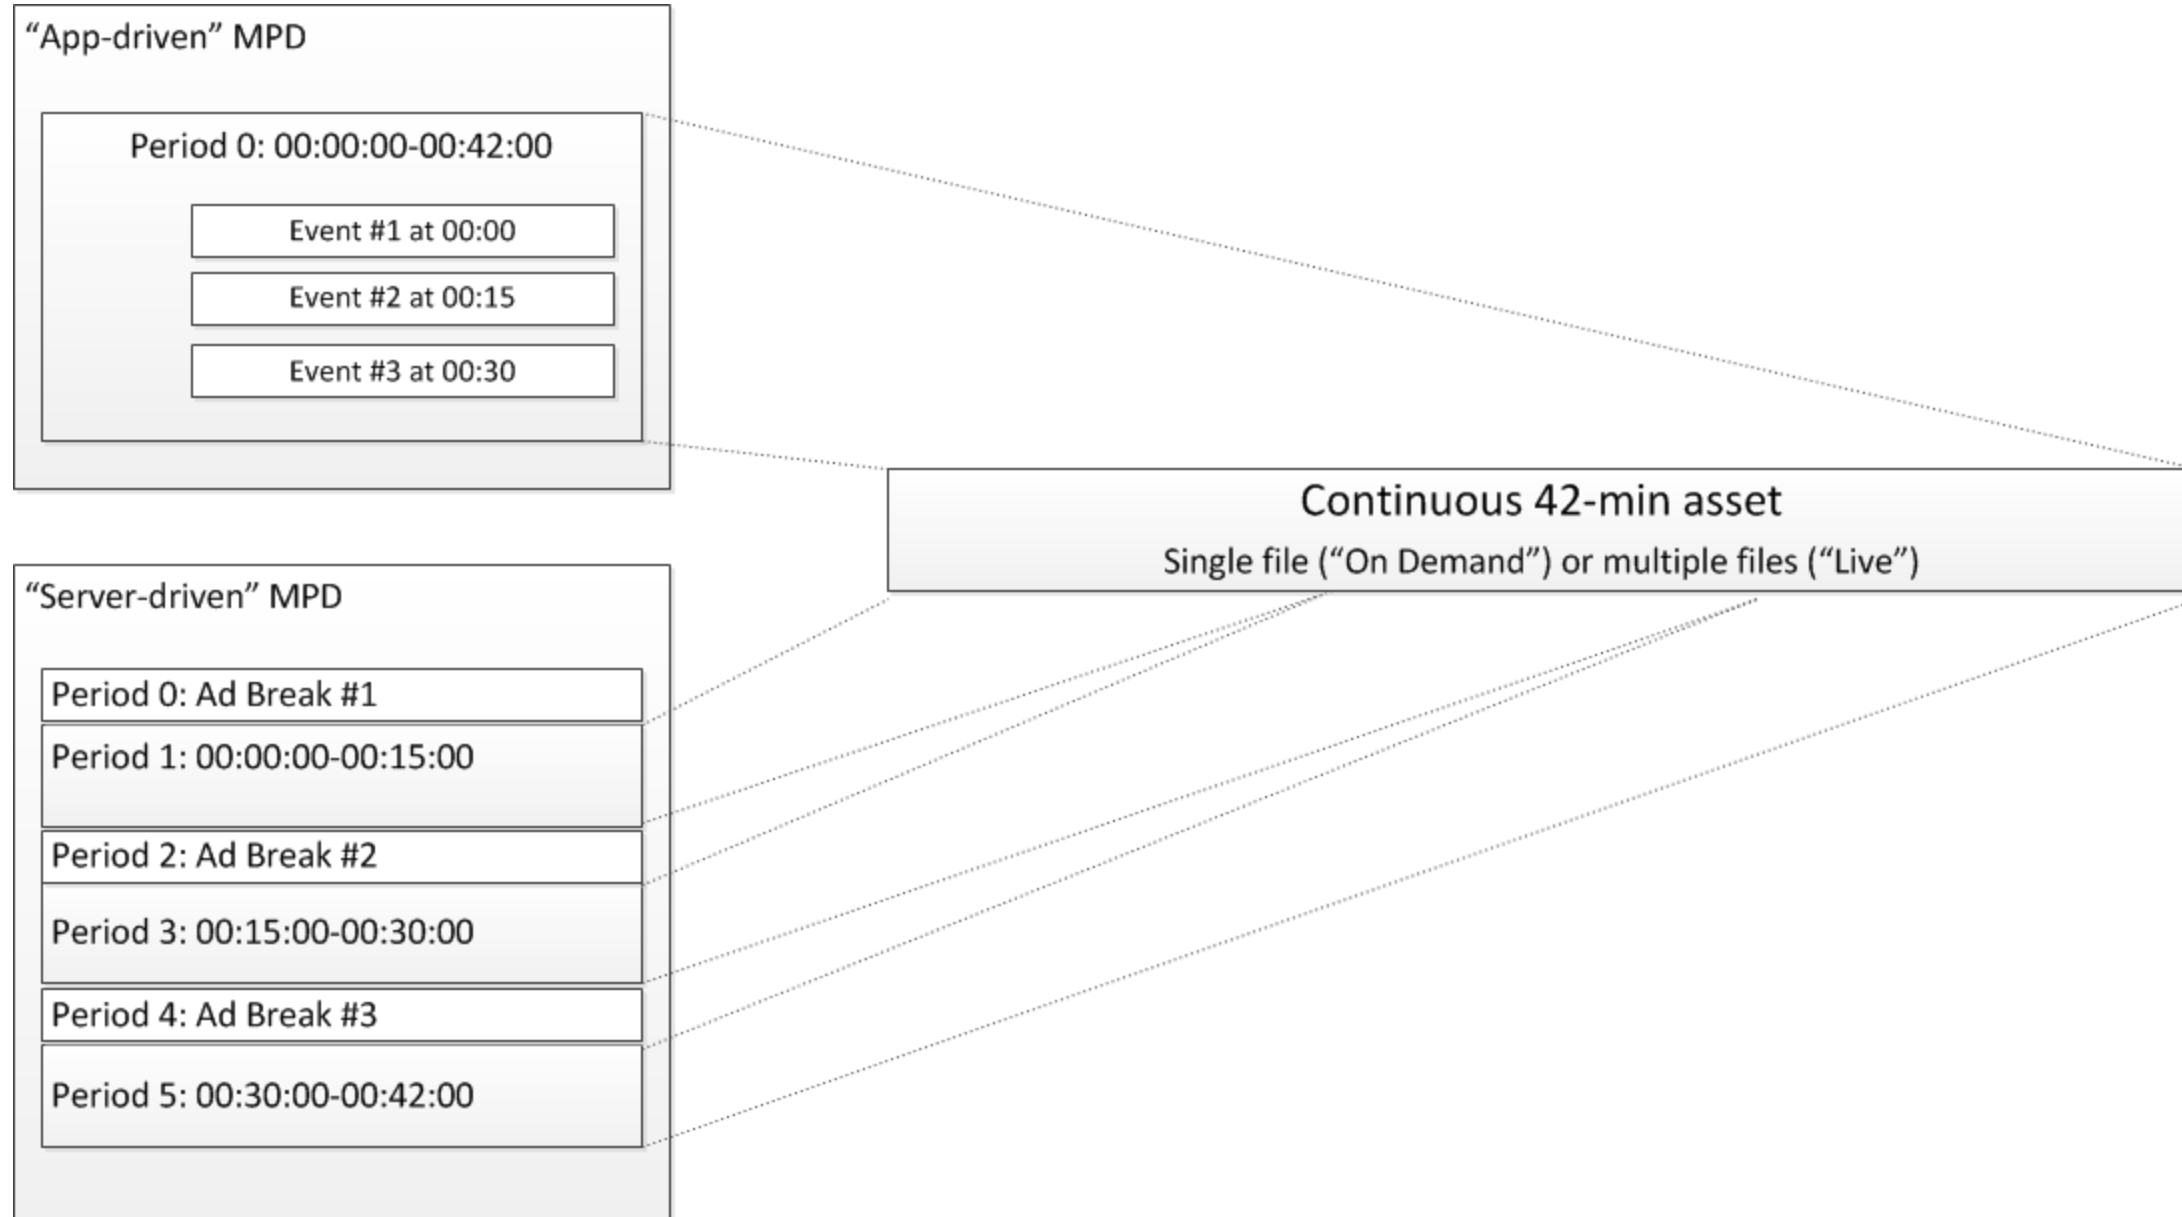 “App-driven” MPD
Period 0: 00:00:00-00:42:00
Event #1 at 00:00
Event #2 at 00:15
Event #3 at 00:30
Continuous 42-min asset
Single file (“On Demand”) or multiple files (“Live”)
“Server-driven” MPD
Period 0: Ad Break #1
Period 1: 00:00:00-00:15:00
Period 2: Ad Break #2
Period 3: 00:15:00-00:30:00
Period 4: Ad Break #3
Period 5: 00:30:00-00:42:00